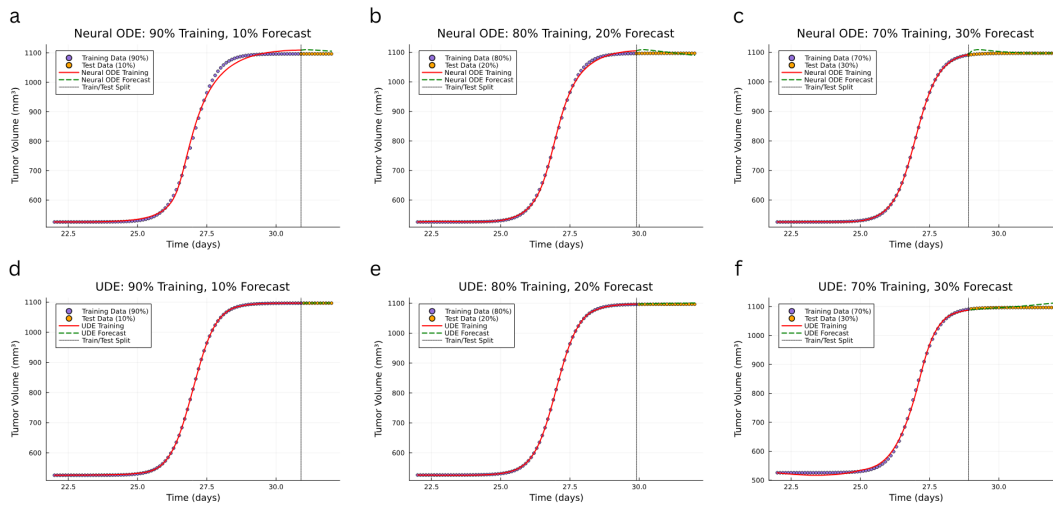 a
Neural ODE: 90% Training, 10% Forecast
Training Data (90%)
Test Data (10%)
Neural ODE Training
Neural ODE Forecast
Train/Test Split
Tumor Volume (mm³)
1100
1000
900
800
700
600
22.5
25.0
27.5
30.0
Time (days)
b
Neural ODE: 80% Training, 20% Forecast
Training Data (80%)
Test Data (20%)
Neural ODE Training
Neural ODE Forecast
Train/Test Split
Tumor Volume (mm³)
1100
1000
900
800
700
600
22.5
25.0
27.5
30.0
Time (days)
c
Neural ODE: 70% Training, 30% Forecast
Training Data (70%)
Test Data (30%)
Neural ODE Training
Neural ODE Forecast
Train/Test Split
Tumor Volume (mm³)
1100
1000
900
800
700
600
22.5
25.0
27.5
30.0
Time (days)
d
UDE: 90% Training, 10% Forecast
Training Data (90%)
Test Data (10%)
UDE Training
UDE Forecast
Train/Test Split
Tumor Volume (mm³)
1100
1000
900
800
700
600
22.5
25.0
27.5
30.0
Time (days)
e
UDE: 80% Training, 20% Forecast
Training Data (80%)
Test Data (20%)
UDE Training
UDE Forecast
Train/Test Split
Tumor Volume (mm³)
1100
1000
900
800
700
600
22.5
25.0
27.5
30.0
Time (days)
f
UDE: 70% Training, 30% Forecast
Training Data (70%)
Test Data (30%)
UDE Training
UDE Forecast
Train/Test Split
Tumor Volume (mm³)
1100
1000
900
800
700
600
500
22.5
25.0
27.5
30.0
Time (days)